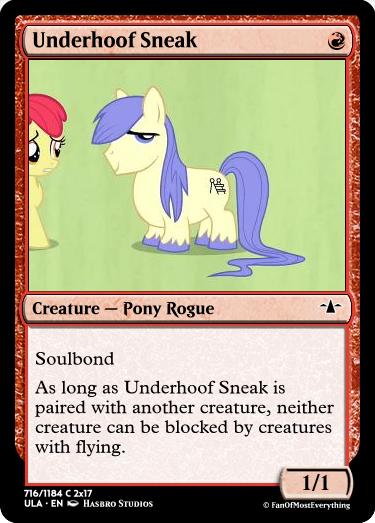 Underhoof Sneak
Creature — Pony Rogue
Soulbond
As long as Underhoof Sneak is
paired with another creature, neither
creature can be blocked by creatures
with flying.
1/1
716/1184 C 2x17
ULA • EN Hasbro Studios
© FanOfMostEverything